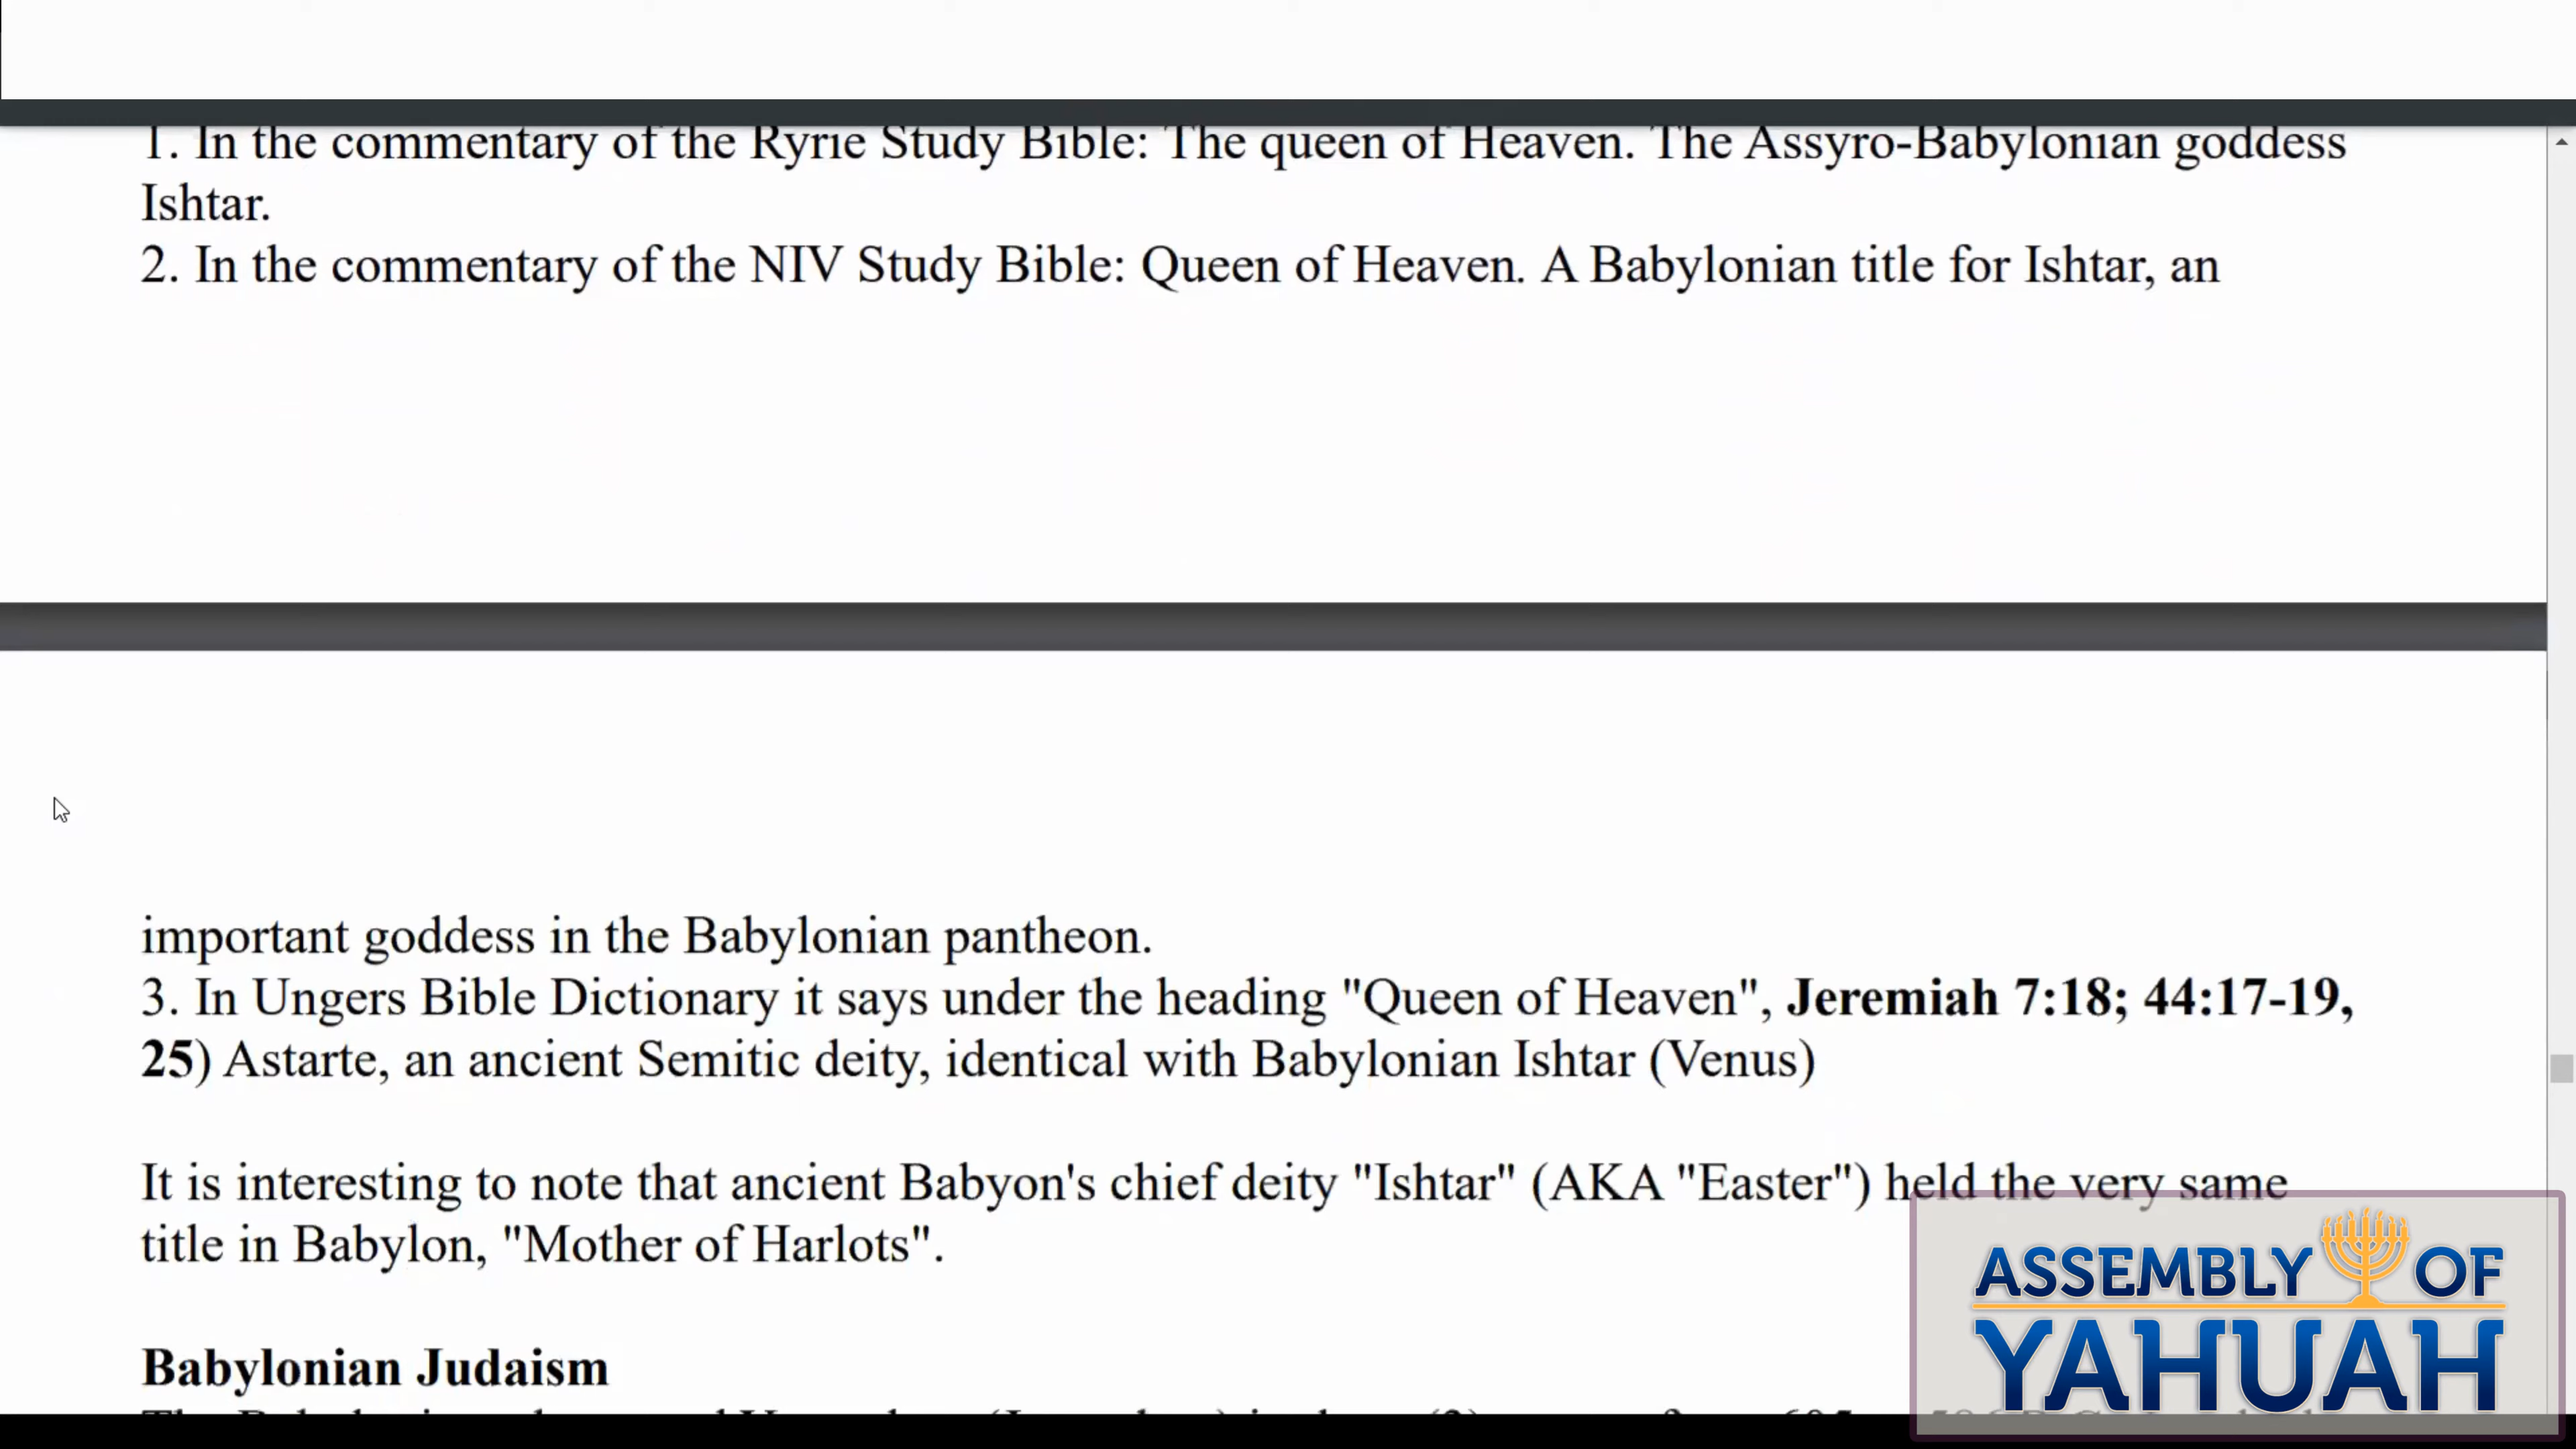 1. In the commentary of the Ryrie Study Bible: The queen of Heaven. The Assyro-Babylonian goddess
Ishtar.
2. In the commentary of the NIV Study Bible: Queen of Heaven. A Babylonian title for Ishtar, an
important goddess in the Babylonian pantheon.
3. In Ungers Bible Dictionary it says under the heading "Queen of Heaven", Jeremiah 7:18; 44:17-19,
25) Astarte, an ancient Semitic deity, identical with Babylonian Ishtar (Venus)
It is interesting to note that ancient Babyon's chief deity "Ishtar" (AKA "Easter") held the very same
title in Babylon, "Mother of Harlots".
Babylonian Judaism
ASSEMBLY OF
YAHUAH